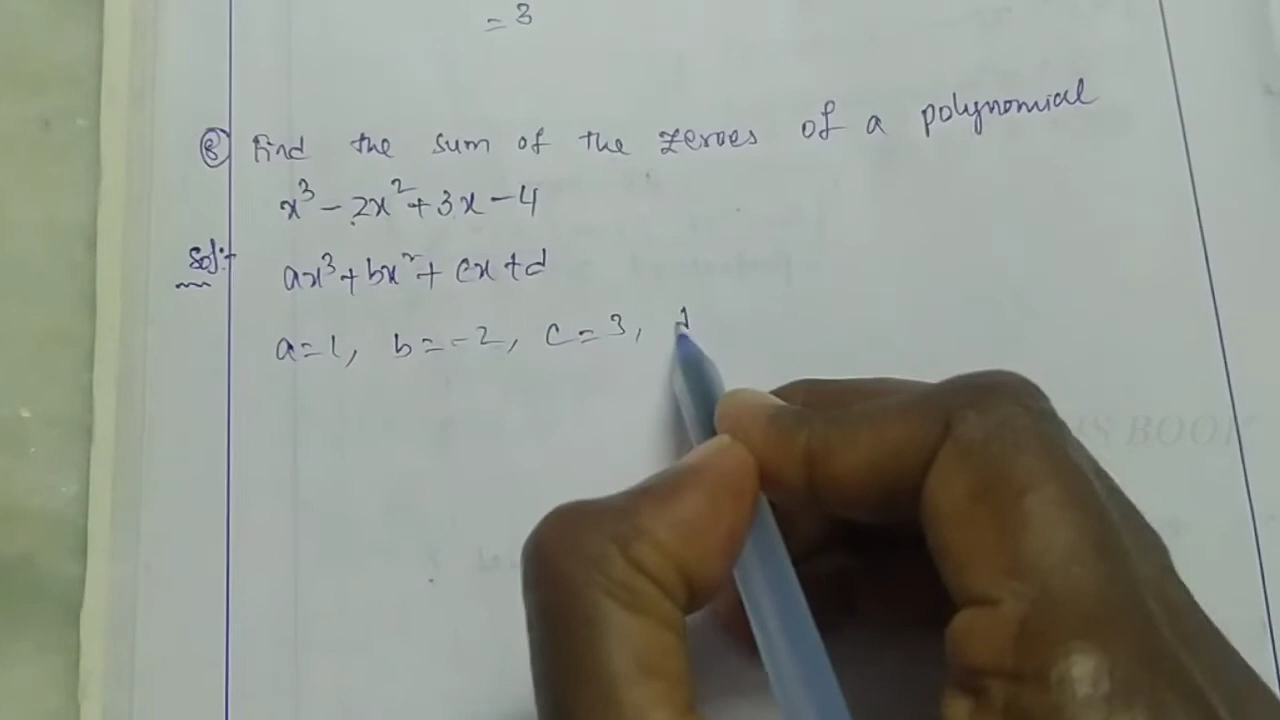 = 3
⑧ Find the sum of the zeroes of a polynomial
x³ - 2x² + 3x - 4
Sol:-
ax³ + bx² + cx + d
a = 1, b = -2, c = 3, d